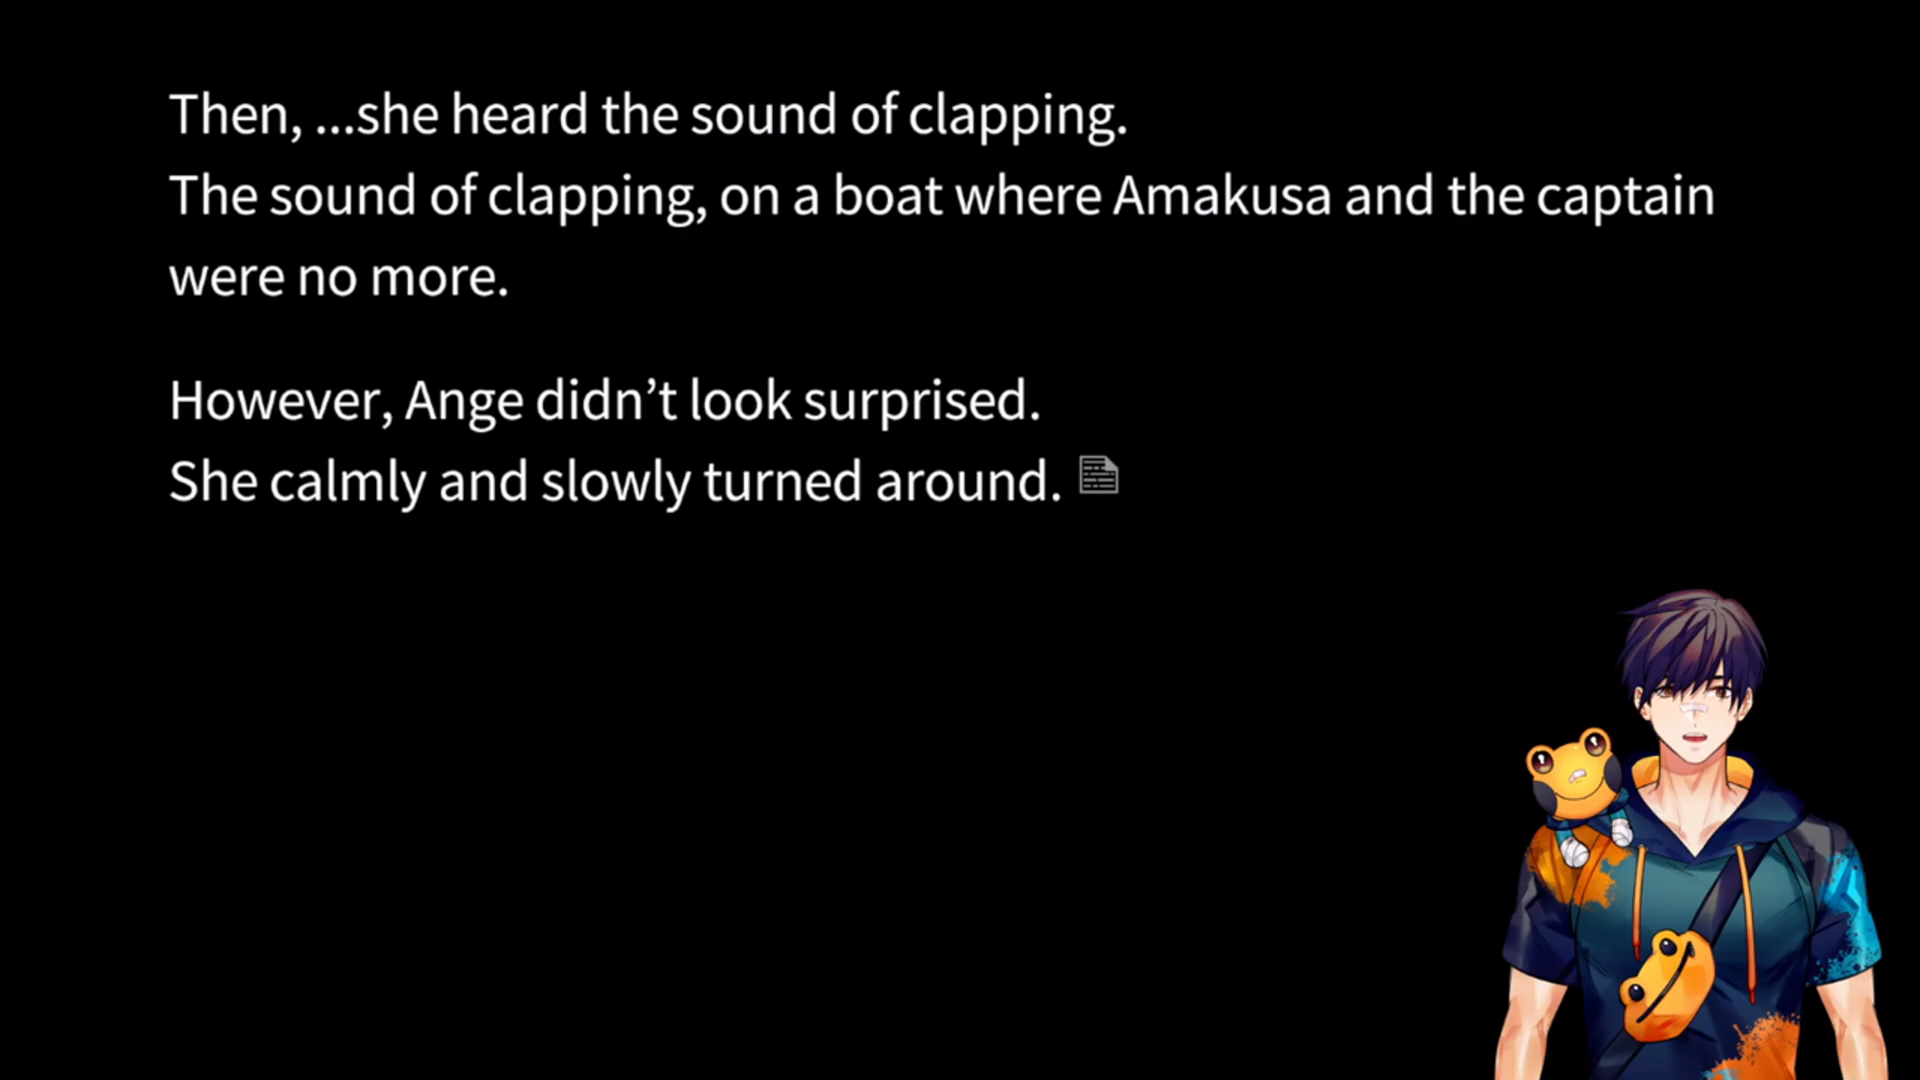 Then, ...she heard the sound of clapping.
The sound of clapping, on a boat where Amakusa and the captain
were no more.
However, Ange didn’t look surprised.
She calmly and slowly turned around.